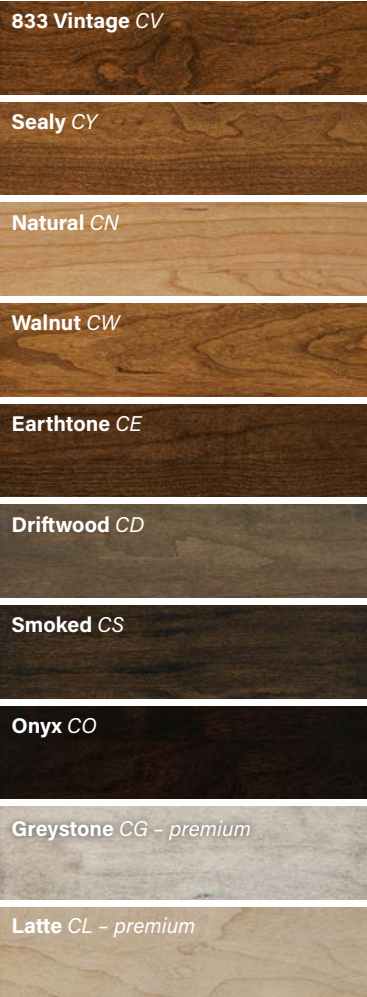 833 Vintage CV
Sealy CY
Natural CN
Walnut CW
Earthtone CE
Driftwood CD
Smoked CS
Onyx CO
Greystone CG – premium
Latte CL – premium